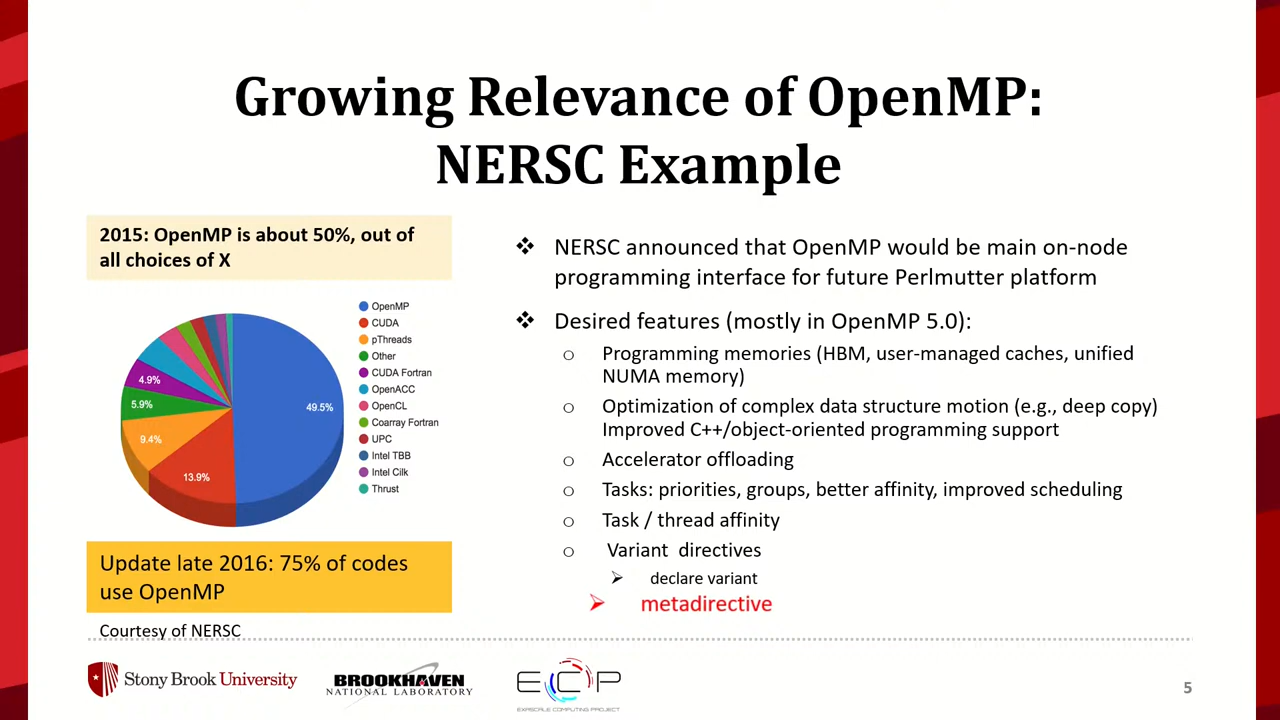 Growing Relevance of OpenMP:
NERSC Example
2015: OpenMP is about 50%, out of
all choices of X
OpenMP
CUDA
pThreads
Other
CUDA Fortran
OpenACC
OpenCL
Coarray Fortran
UPC
Intel TBB
Intel Cilk
Thrust
49.5%
13.9%
9.4%
5.9%
4.9%
Update late 2016: 75% of codes
use OpenMP
Courtesy of NERSC
❖ NERSC announced that OpenMP would be main on-node
programming interface for future Perlmutter platform
❖ Desired features (mostly in OpenMP 5.0):
o Programming memories (HBM, user-managed caches, unified
NUMA memory)
o Optimization of complex data structure motion (e.g., deep copy)
Improved C++/object-oriented programming support
o Accelerator offloading
o Tasks: priorities, groups, better affinity, improved scheduling
o Task / thread affinity
o Variant directives
➢ declare variant
➢ metadirective
Stony Brook University
BROOKHAVEN
NATIONAL LABORATORY
ECP
EXASCALE COMPUTING PROJECT
5